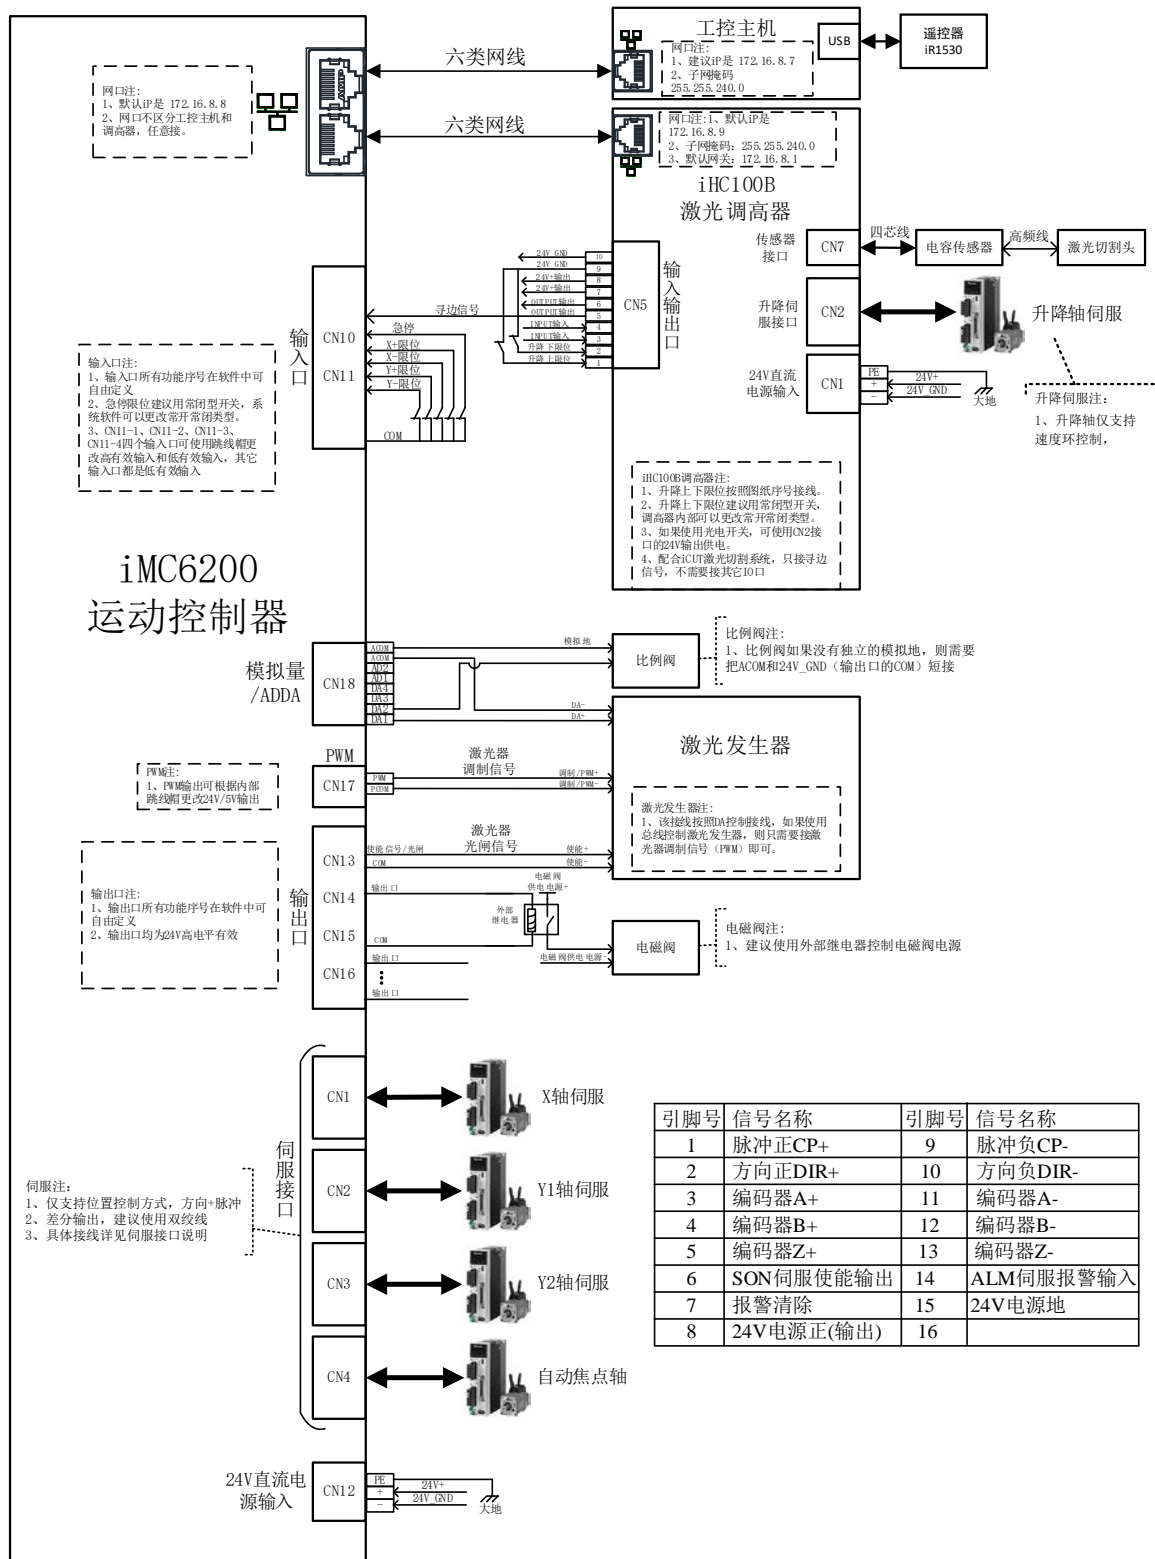 工控主机
网口注:
1、建议iP是 172.16.8.7
2、子网掩码
255.255.240.0
USB
遥控器
iR1530
六类网线
网口注:
1、默认iP是 172.16.8.8
2、网口不区分工控主机和
调高器，任意接。
六类网线
网口注:1、默认iP是
172.16.8.9
2、子网掩码：255.255.240.0
3、默认网关：172.16.8.1
iHC100B
激光调高器
传感器
接口
CN7
四芯线
电容传感器
高频线
激光切割头
升降伺
服接口
CN2
升降轴伺服
24V直流
电源输入
CN1
PE
+
-
24V+
24V_GND
大地
升降伺服注:
1、升降轴仅支持
速度环控制，
CN5
输入输出口
10
9
8
7
6
5
4
3
2
1
24V GND
24V GND
24V+输出
24V+输出
OUTPUT输出
OUTPUT输出
INPUT输入
INPUT输入
升降下限位
升降上限位
寻边信号
急停
X+限位
X-限位
Y+限位
Y-限位
COM
输入口
CN10
CN11
输入口注:
1、输入口所有功能序号在软件中可
自由定义
2、急停限位建议用常闭型开关，系
统软件可以更改常开常闭类型。
3、CN11-1、CN11-2、CN11-3、
CN11-4四个输入口可使用跳线帽更
改高有效输入和低有效输入，其它
输入口都是低有效输入
iHC100B调高器注:
1、升降上下限位按照图纸序号接线。
2、升降上下限位建议用常闭型开关，
调高器内部可以更改常开常闭类型。
3、如果使用光电开关，可使用CN2接
口的24V输出供电。
4、配合iCUT激光切割系统，只接寻边
信号，不需要接其它IO口
iMC6200
运动控制器
模拟量
/ADDA
CN18
ACOM
ACOM
AD2
AD1
DA4
DA3
DA2
DA1
模拟地
DA-
DA+
比例阀
比例阀注:
1、比例阀如果没有独立的模拟地，则需要
把ACOM和24V_GND（输出口的COM）短接
激光发生器
激光发生器注:
1、该接线按照DA控制接线，如果使用
总线控制激光发生器，则只需要接激
光器调制信号（PWM）即可。
PWM
CN17
PWM
PCOM
激光器
调制信号
调制/PWM+
调制/PWM-
PWM注:
1、PWM输出可根据内部
跳线帽更改24V/5V输出
激光器
光闸信号
使能信号/光闸
COM
使能+
使能-
输出口
CN13
CN14
CN15
CN16
输出口
COM
输出口
输出口
电磁阀
供电电源+
外部
继电器
电磁阀供电电源-
电磁阀
电磁阀注:
1、建议使用外部继电器控制电磁阀电源
输出口注:
1、输出口所有功能序号在软件中可
自由定义
2、输出口均为24V高电平有效
伺服接口
CN1
X轴伺服
CN2
Y1轴伺服
CN3
Y2轴伺服
CN4
自动焦点轴
伺服注:
1、仅支持位置控制方式，方向+脉冲
2、差分输出，建议使用双绞线
3、具体接线详见伺服接口说明
引脚号 信号名称 引脚号 信号名称
1 脉冲正CP+ 9 脉冲负CP-
2 方向正DIR+ 10 方向负DIR-
3 编码器A+ 11 编码器A-
4 编码器B+ 12 编码器B-
5 编码器Z+ 13 编码器Z-
6 SON伺服使能输出 14 ALM伺服报警输入
7 报警清除 15 24V电源地
8 24V电源正(输出) 16
24V直流电
源输入
CN12
PE
+
-
24V+
24V_GND
大地